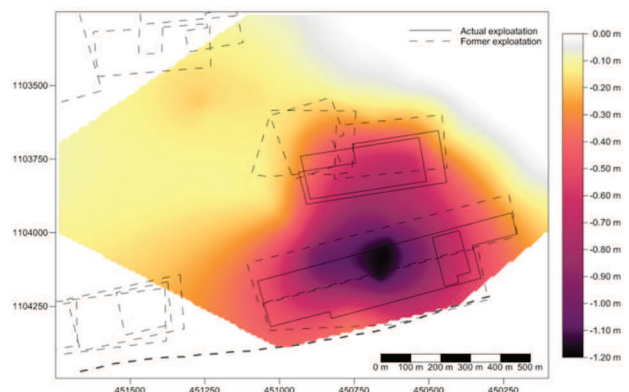 Actual exploatation
Former exploatation
0.00 m
-0.10 m
-0.20 m
-0.30 m
-0.40 m
-0.50 m
-0.60 m
-0.70 m
-0.80 m
-0.90 m
-1.00 m
-1.10 m
-1.20 m
1103500
1103750
1104000
1104250
0 m 100 m 200 m 300 m 400 m 500 m
451500 451250 451000 450750 450500 450250